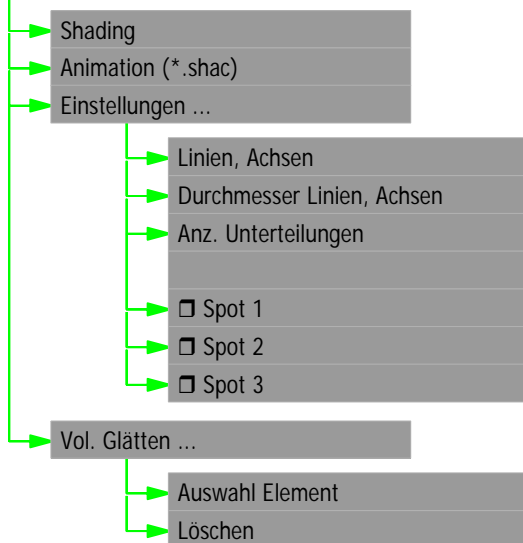 Shading
Animation (*.shac)
Einstellungen ...
Linien, Achsen
Durchmesser Linien, Achsen
Anz. Unterteilungen
❒ Spot 1
❒ Spot 2
❒ Spot 3
Vol. Glätten ...
Auswahl Element
Löschen